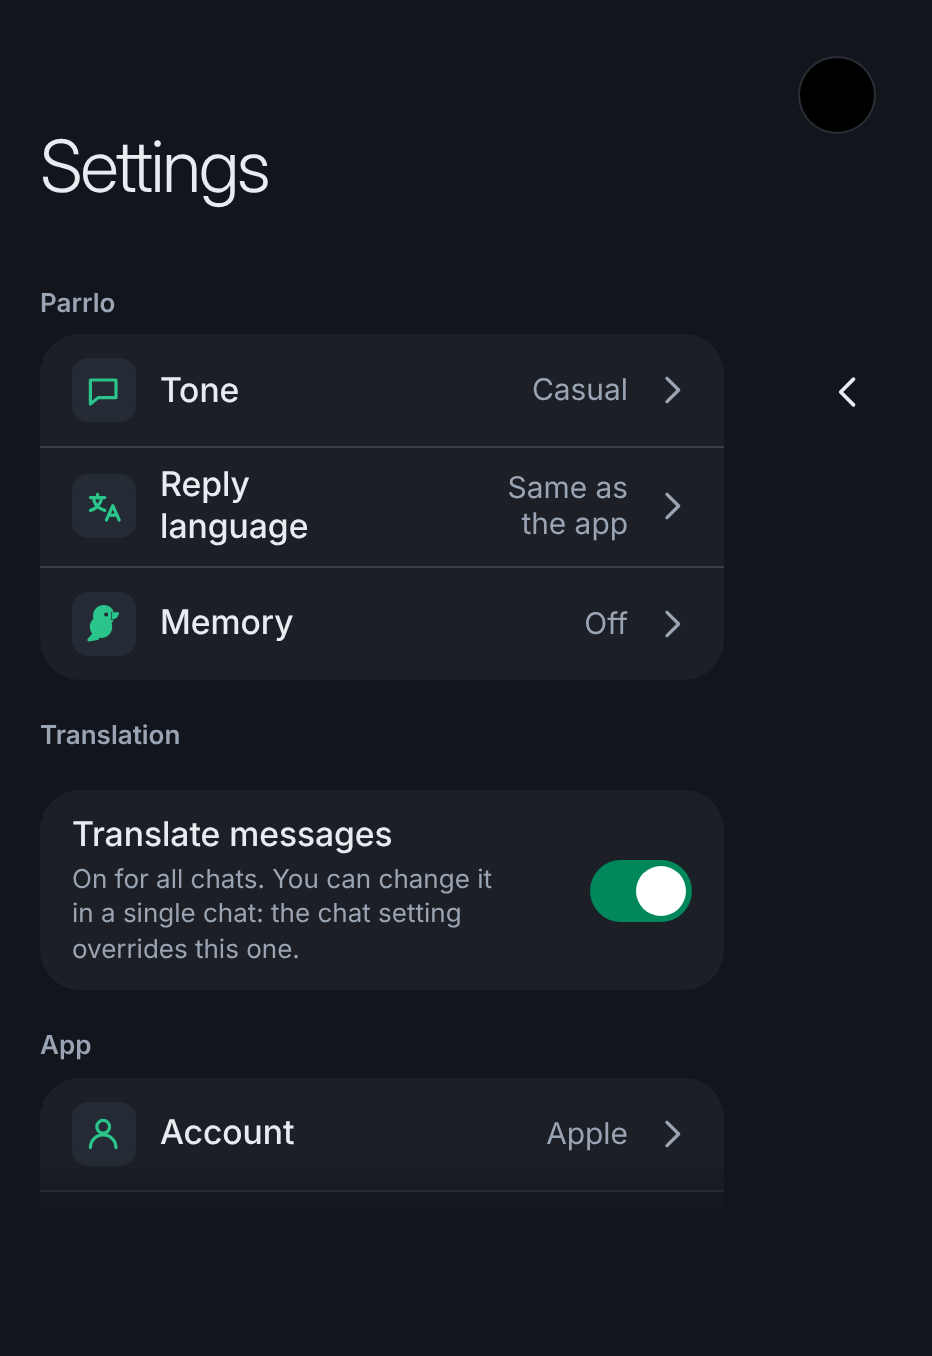 Settings
Parrlo
Tone
Casual
Reply
language
Same as
the app
Memory
Off
Translation
Translate messages
On for all chats. You can change it
in a single chat: the chat setting
overrides this one.
App
Account
Apple